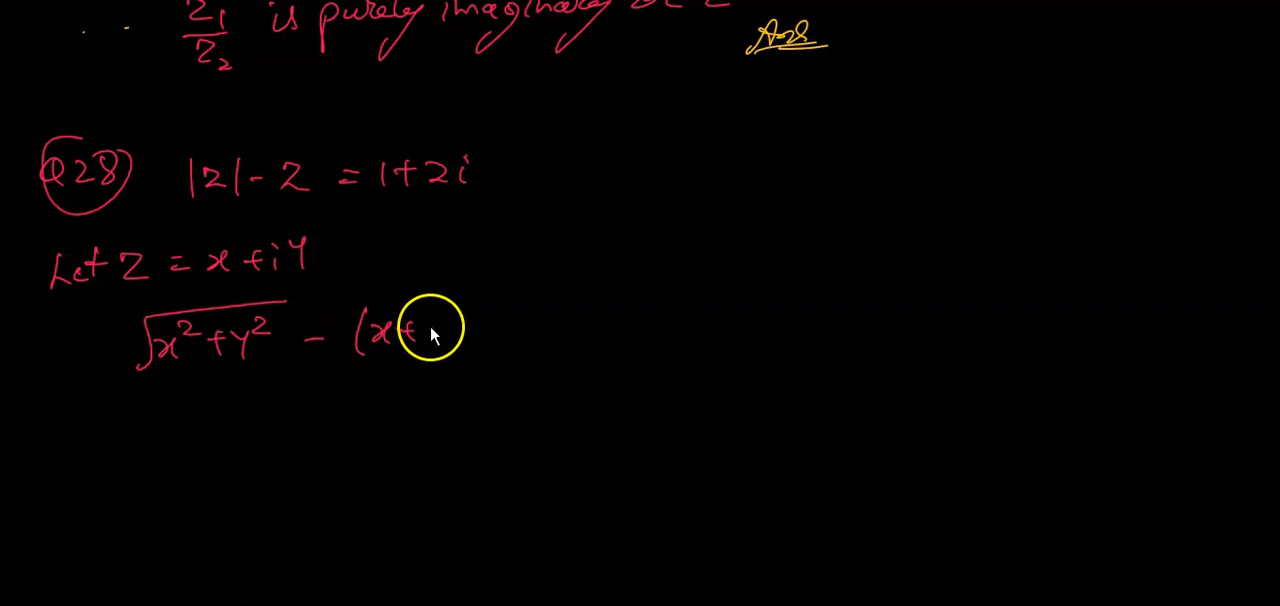 ∴ z₁/z₂ is purely imaginary
Ans
Q28) |z| - z = 1+2i
Let z = x + iy
√(x² + y²) - (x+